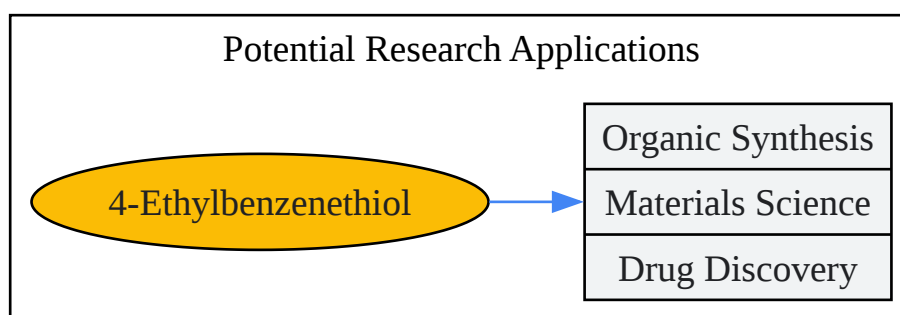 Potential Research Applications
4-Ethylbenzenethiol
Organic Synthesis
Materials Science
Drug Discovery